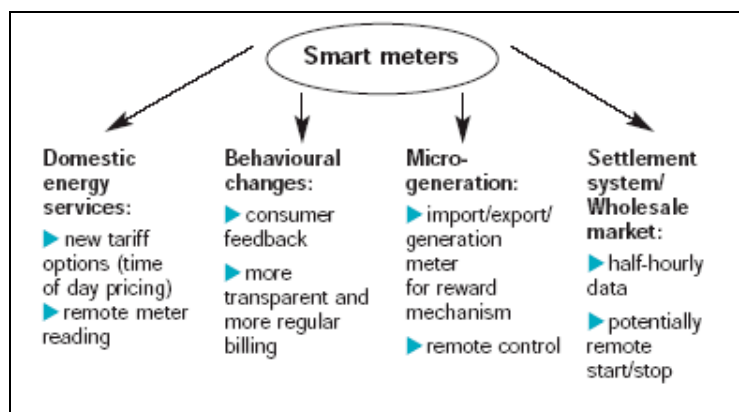 Smart meters
Domestic
energy
services:
▶ new tariff
options (time
of day pricing)
▶ remote meter
reading
Behavioural
changes:
▶ consumer
feedback
▶ more
transparent and
more regular
billing
Micro-
generation:
▶ import/export/
generation
meter
for reward
mechanism
▶ remote control
Settlement
system/
Wholesale
market:
▶ half-hourly
data
▶ potentially
remote
start/stop